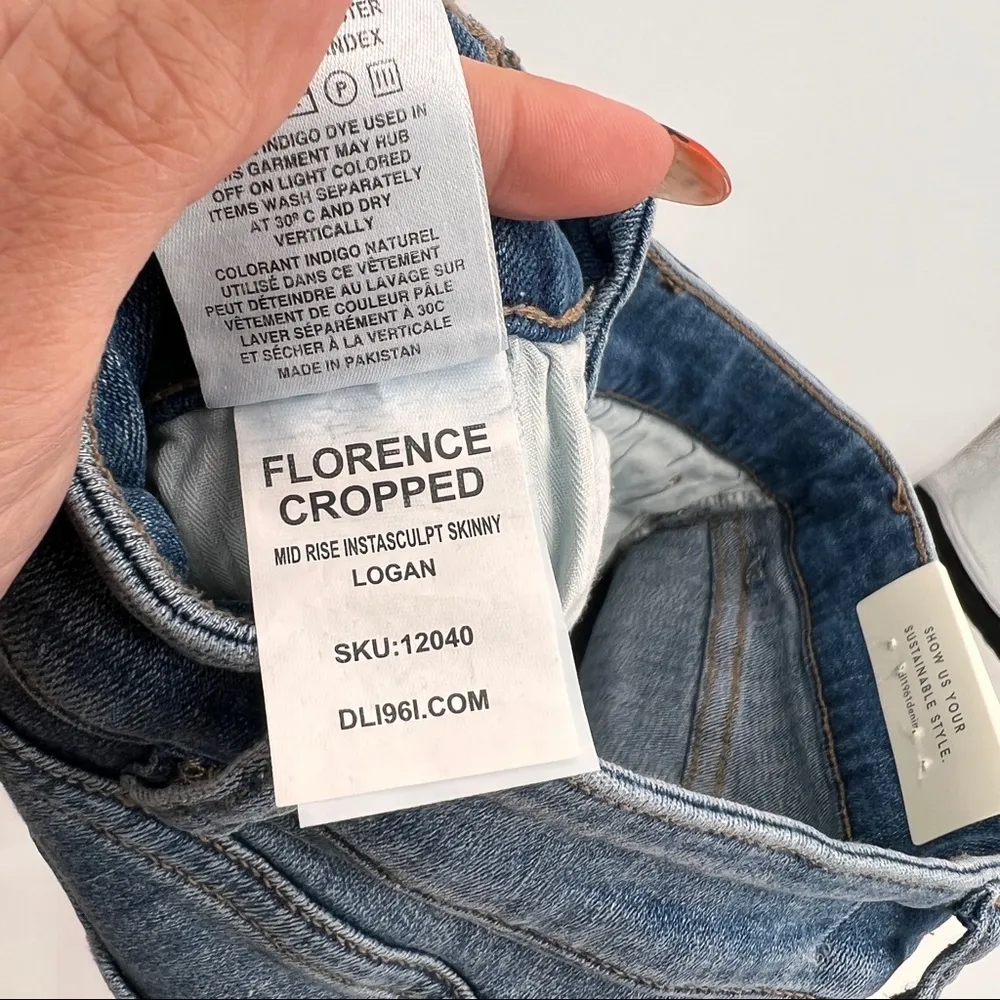 INDIGO DYE USED IN
GARMENT MAY RUB
OFF ON LIGHT COLORED
ITEMS WASH SEPARATELY
AT 30º C AND DRY
VERTICALLY
COLORANT INDIGO NATUREL
UTILISÉ DANS CE VÊTEMENT
PEUT DÉTEINDRE AU LAVAGE SUR
VÊTEMENT DE COULEUR PÂLE
LAVER SÉPARÉMENT À 30C
ET SÉCHER À LA VERTICALE
MADE IN PAKISTAN
FLORENCE
CROPPED
MID RISE INSTASCULPT SKINNY
LOGAN
SKU:12040
DL1961.COM
SHOW US YOUR
SUSTAINABLE STYLE.